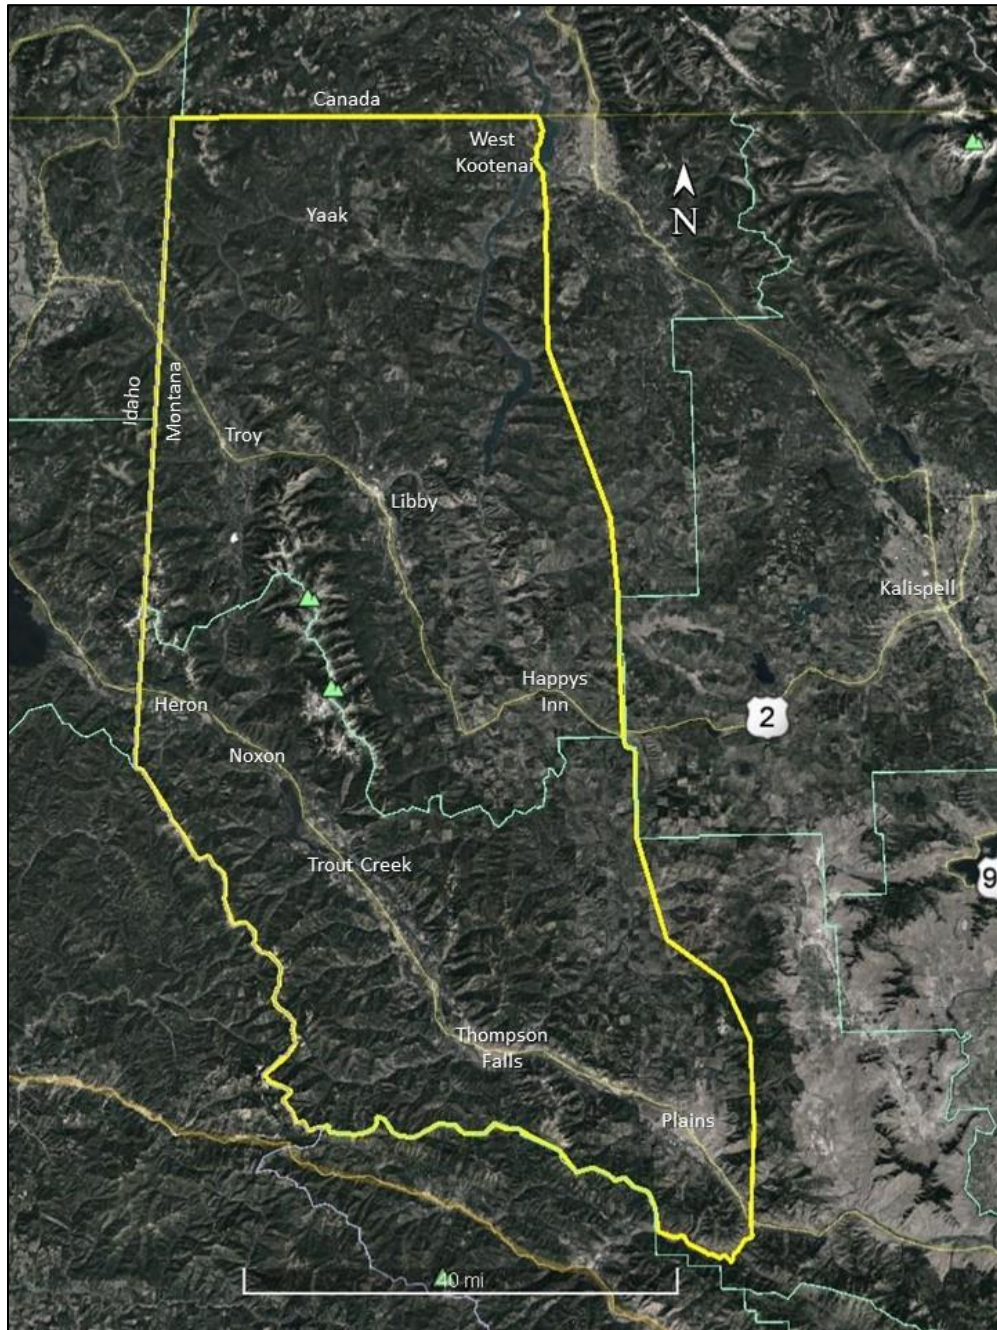 Canada
West
Kootenai
N
Yaak
Idaho
Montana
Troy
Libby
Kalispell
Happys
Inn
2
Heron
Noxon
Trout Creek
9
Thompson
Falls
Plains
40 mi